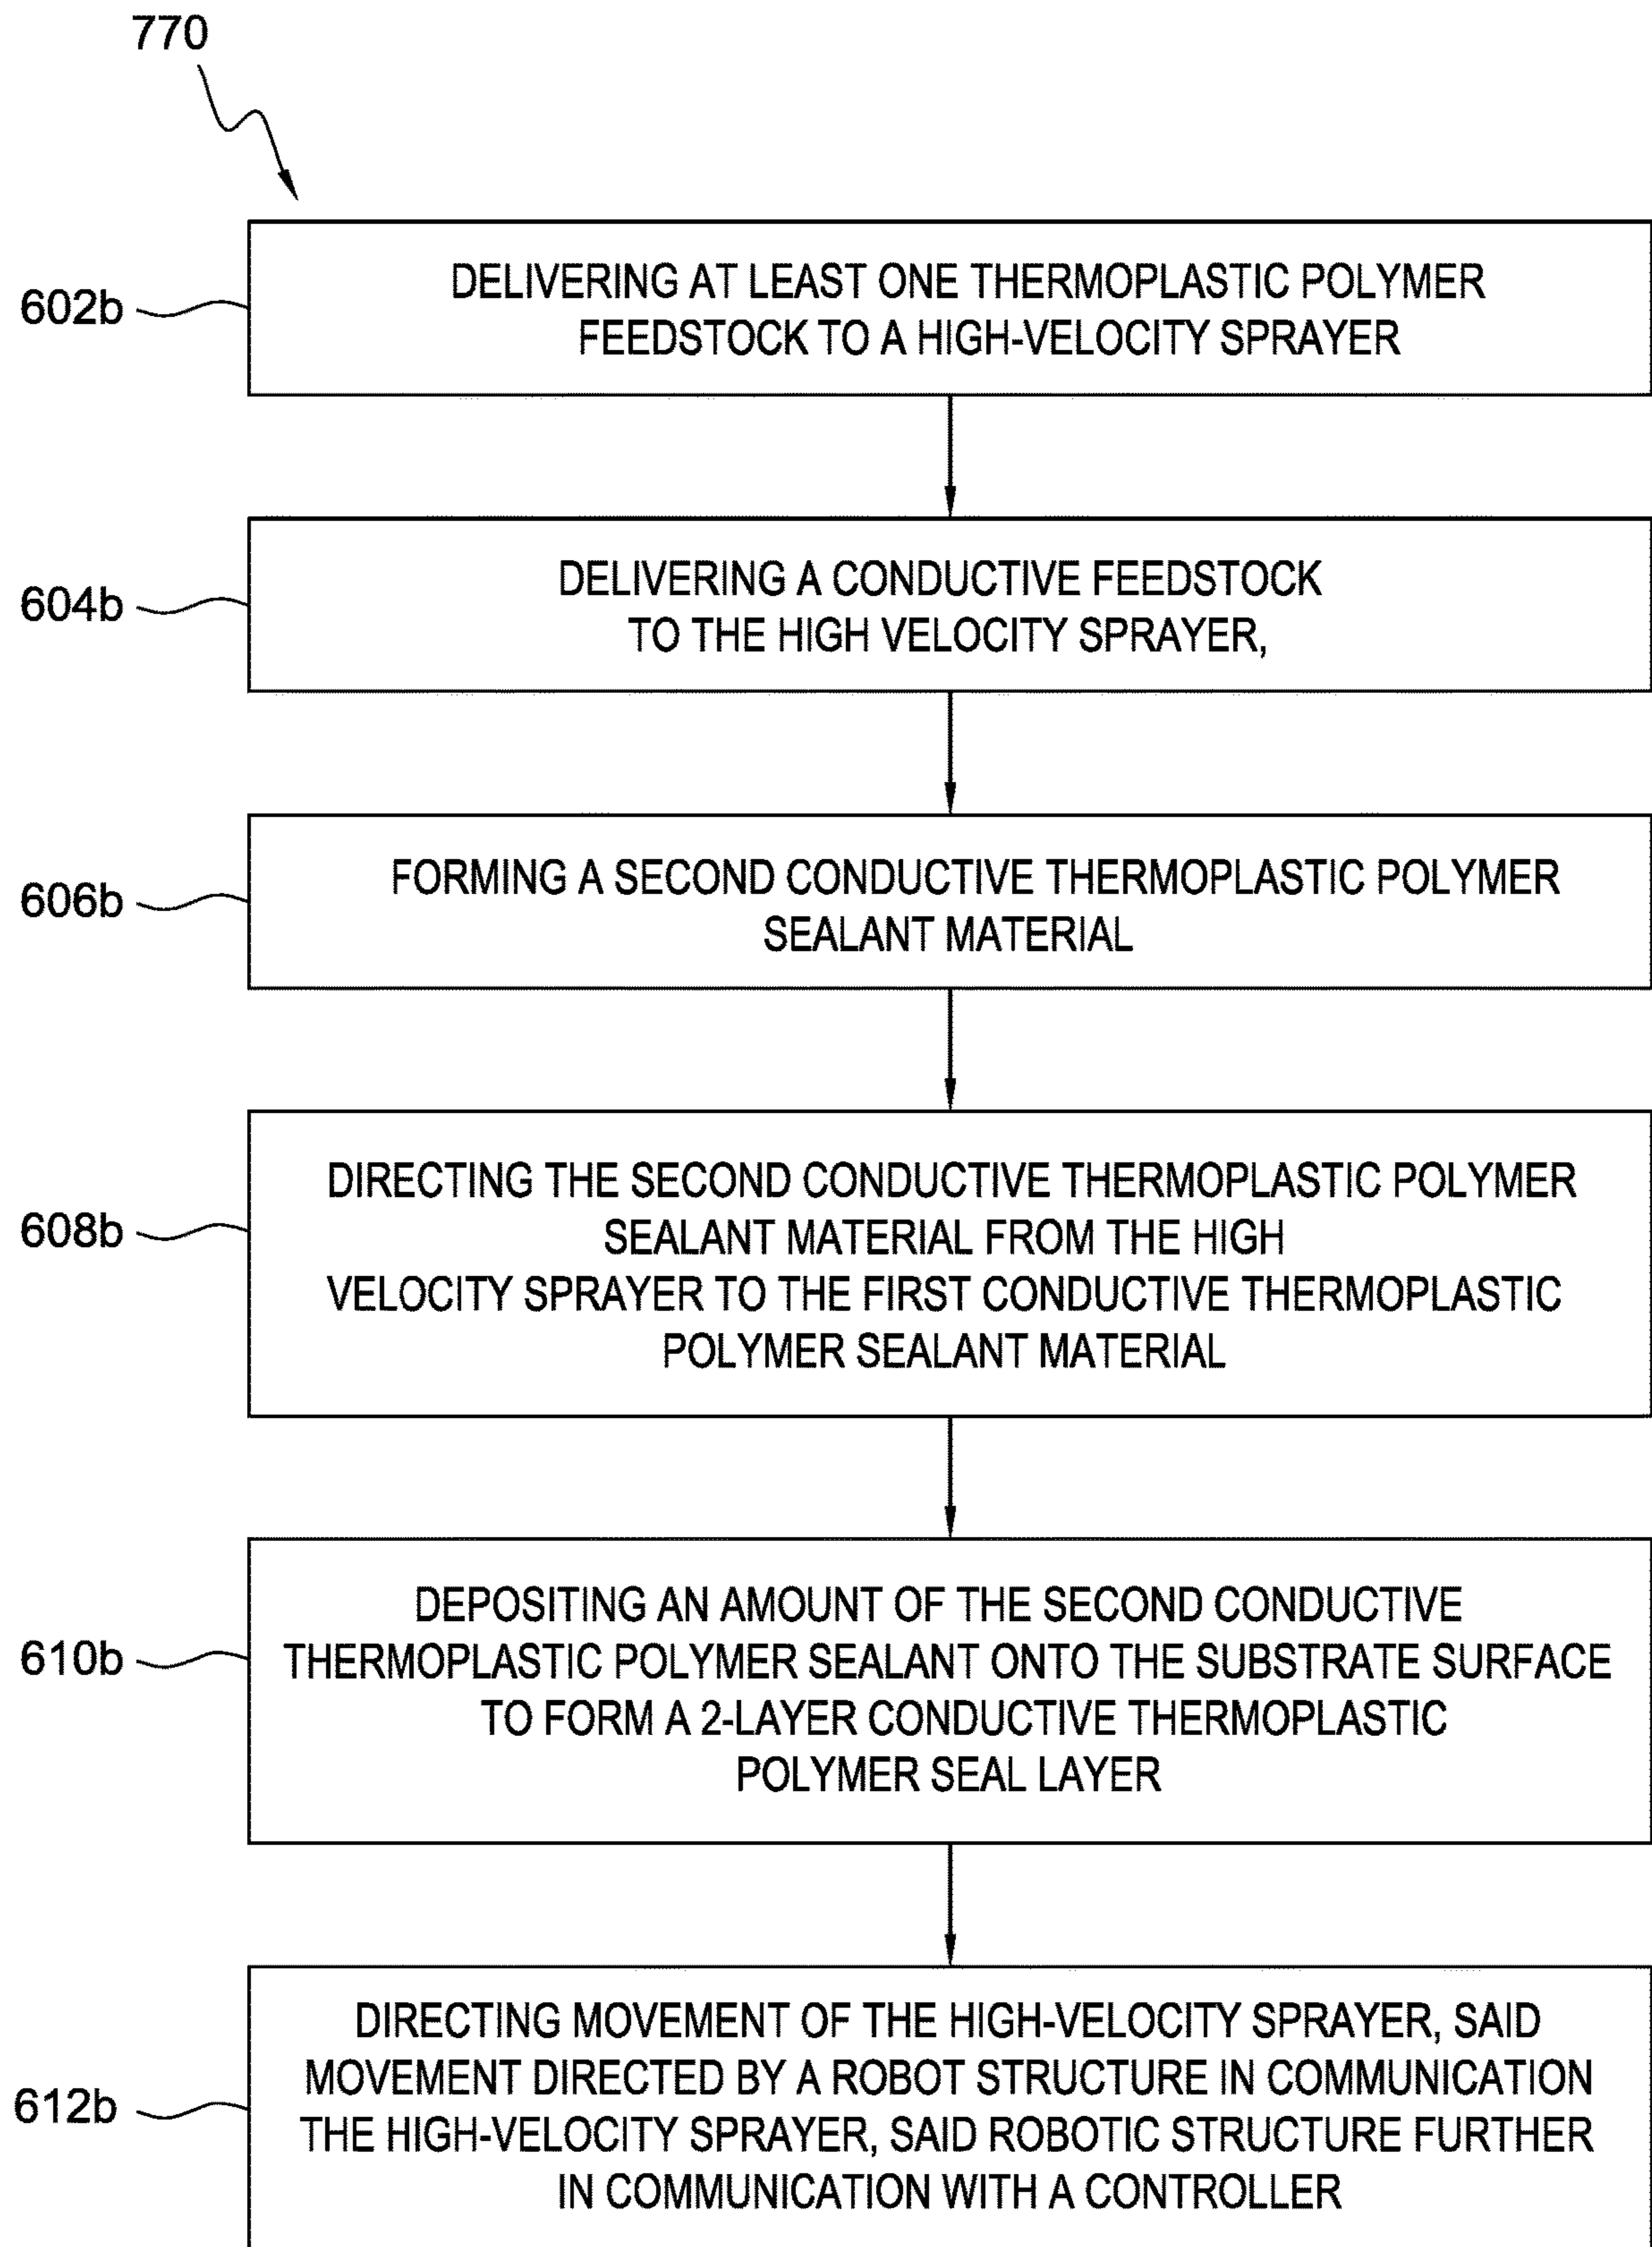 770
602b
DELIVERING AT LEAST ONE THERMOPLASTIC POLYMER
FEEDSTOCK TO A HIGH-VELOCITY SPRAYER
604b
DELIVERING A CONDUCTIVE FEEDSTOCK
TO THE HIGH VELOCITY SPRAYER,
606b
FORMING A SECOND CONDUCTIVE THERMOPLASTIC POLYMER
SEALANT MATERIAL
608b
DIRECTING THE SECOND CONDUCTIVE THERMOPLASTIC POLYMER
SEALANT MATERIAL FROM THE HIGH
VELOCITY SPRAYER TO THE FIRST CONDUCTIVE THERMOPLASTIC
POLYMER SEALANT MATERIAL
610b
DEPOSITING AN AMOUNT OF THE SECOND CONDUCTIVE
THERMOPLASTIC POLYMER SEALANT ONTO THE SUBSTRATE SURFACE
TO FORM A 2-LAYER CONDUCTIVE THERMOPLASTIC
POLYMER SEAL LAYER
612b
DIRECTING MOVEMENT OF THE HIGH-VELOCITY SPRAYER, SAID
MOVEMENT DIRECTED BY A ROBOT STRUCTURE IN COMMUNICATION
THE HIGH-VELOCITY SPRAYER, SAID ROBOTIC STRUCTURE FURTHER
IN COMMUNICATION WITH A CONTROLLER